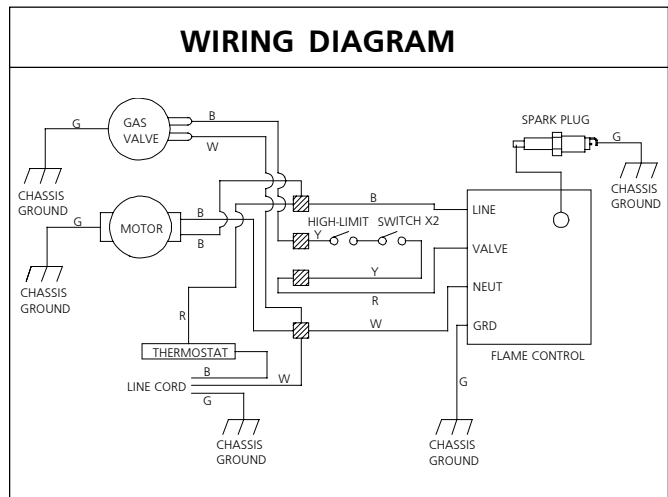 WIRING DIAGRAM
GAS
VALVE
G
B
W
CHASSIS
GROUND
SPARK PLUG
G
CHASSIS
GROUND
MOTOR
G
B
B
CHASSIS
GROUND
B
LINE
HIGH-LIMIT SWITCH X2
Y
VALVE
Y
R
NEUT
W
GRD
FLAME CONTROL
R
THERMOSTAT
B
LINE CORD
W
G
CHASSIS
GROUND
G
CHASSIS
GROUND